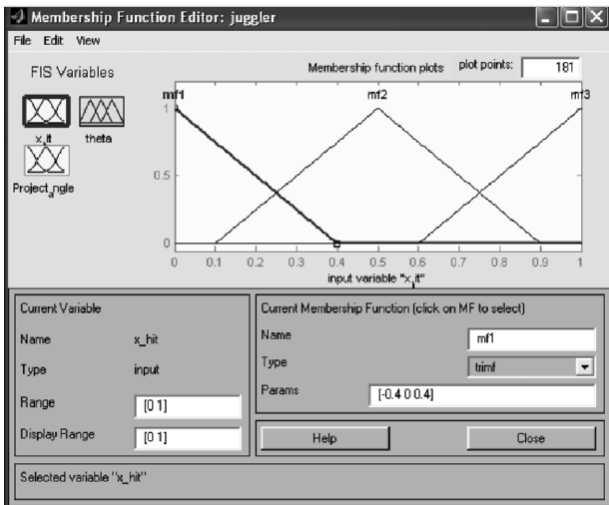 Membership Function Editor: juggler
File Edit View
FIS Variables
Membership function plots plot points: 181
mf1 mf2 mf3
x_hit theta
Project_angle
1
0.5
0
0 0.1 0.2 0.3 0.4 0.5 0.6 0.7 0.8 0.9 1
input variable "x_hit"
Current Variable
Name x_hit
Type input
Range [0 1]
Display Range [0 1]
Current Membership Function (click on MF to select)
Name mf1
Type trimf
Params [-0.4 0 0.4]
Help Close
Selected variable "x_hit"